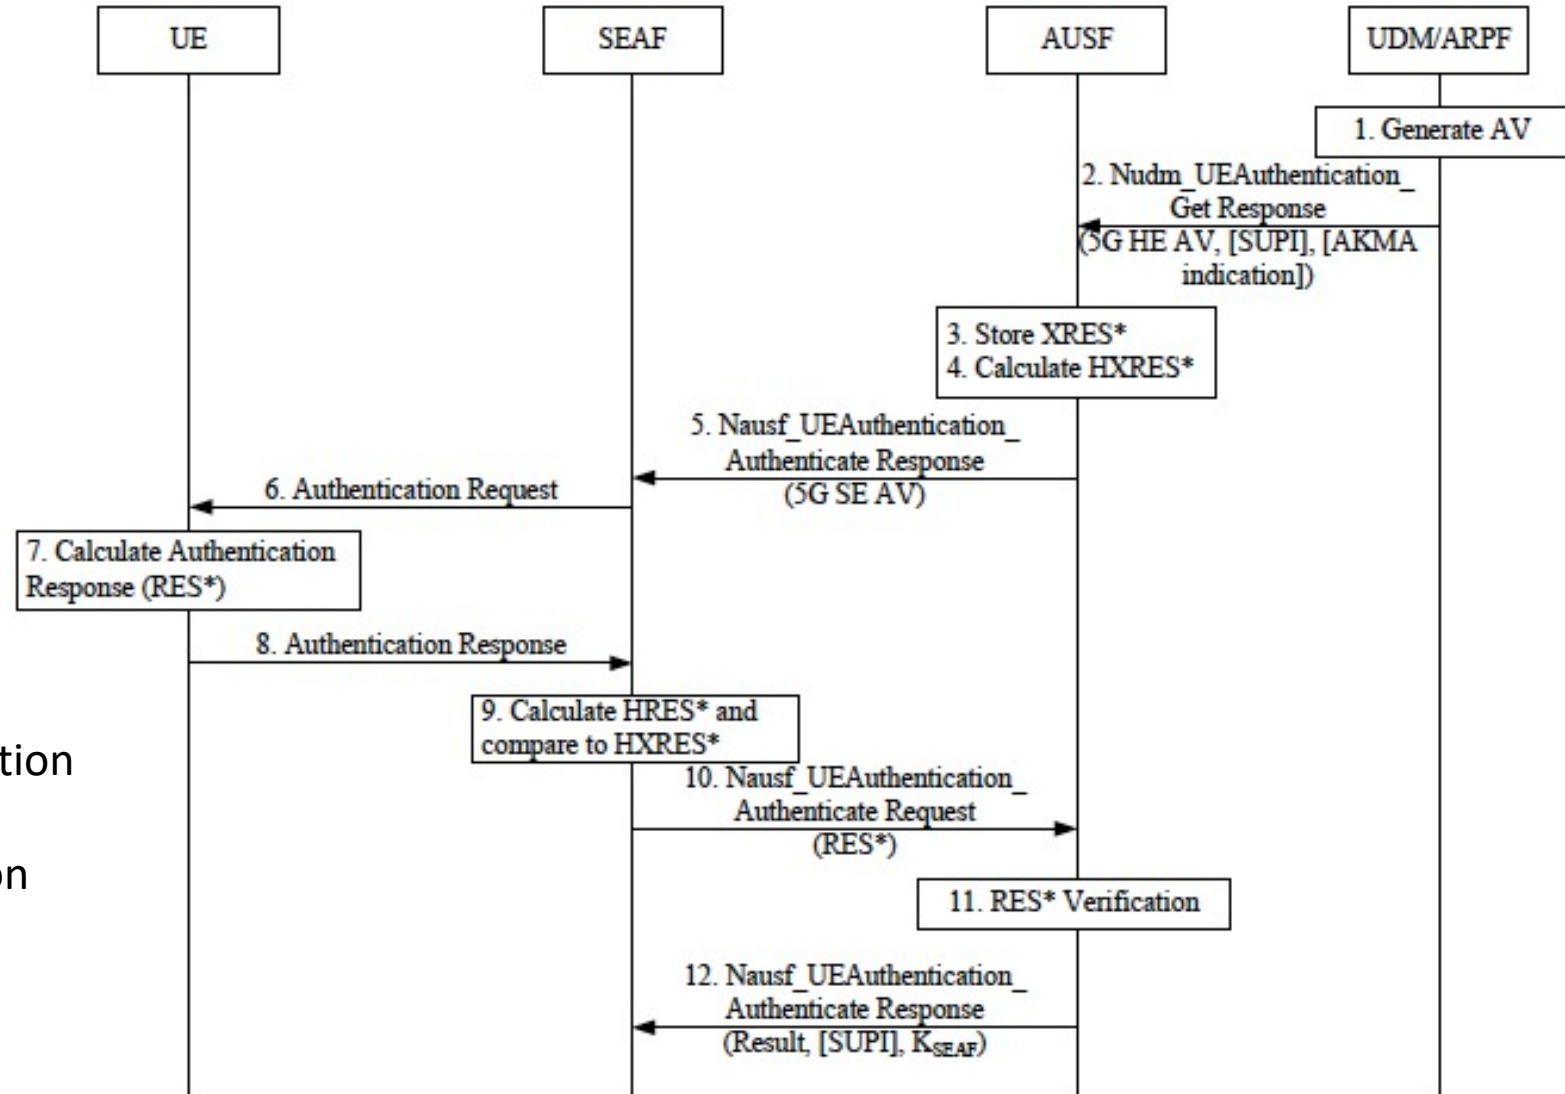 UE
SEAF
AUSF
UDM/ARPF
1. Generate AV
2. Nudm_UEAuthentication_
Get Response
(5G HE AV, [SUPI], [AKMA
indication])
3. Store XRES*
4. Calculate HXRES*
5. Nausf_UEAuthentication_
Authenticate Response
(5G SE AV)
6. Authentication Request
7. Calculate Authentication
Response (RES*)
8. Authentication Response
9. Calculate HRES* and
compare to HXRES*
tion
10. Nausf_UEAuthentication_
Authenticate Request
(RES*)
on
11. RES* Verification
12. Nausf_UEAuthentication_
Authenticate Response
(Result, [SUPI], KSEAF)